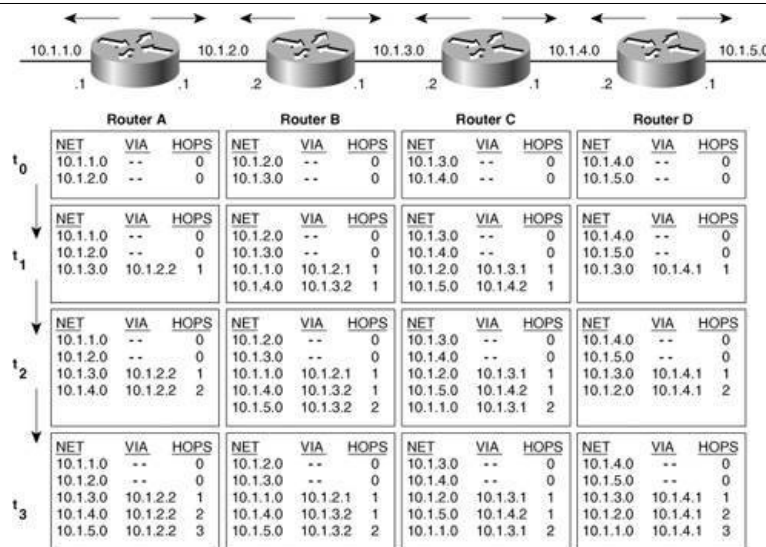 10.1.1.0 10.1.2.0 10.1.3.0 10.1.4.0 10.1.5.0
.1 .1 .2 .1 .2 .1 .2 .1
Router A Router B Router C Router D
t0
NET VIA HOPS
10.1.1.0 -- 0
10.1.2.0 -- 0
NET VIA HOPS
10.1.2.0 -- 0
10.1.3.0 -- 0
NET VIA HOPS
10.1.3.0 -- 0
10.1.4.0 -- 0
NET VIA HOPS
10.1.4.0 -- 0
10.1.5.0 -- 0
t1
NET VIA HOPS
10.1.1.0 -- 0
10.1.2.0 -- 0
10.1.3.0 10.1.2.2 1
NET VIA HOPS
10.1.2.0 -- 0
10.1.3.0 -- 0
10.1.1.0 10.1.2.1 1
10.1.4.0 10.1.3.2 1
NET VIA HOPS
10.1.3.0 -- 0
10.1.4.0 -- 0
10.1.2.0 10.1.3.1 1
10.1.5.0 10.1.4.2 1
NET VIA HOPS
10.1.4.0 -- 0
10.1.5.0 -- 0
10.1.3.0 10.1.4.1 1
t2
NET VIA HOPS
10.1.1.0 -- 0
10.1.2.0 -- 0
10.1.3.0 10.1.2.2 1
10.1.4.0 10.1.2.2 2
NET VIA HOPS
10.1.2.0 -- 0
10.1.3.0 -- 0
10.1.1.0 10.1.2.1 1
10.1.4.0 10.1.3.2 1
10.1.5.0 10.1.3.2 2
NET VIA HOPS
10.1.3.0 -- 0
10.1.4.0 -- 0
10.1.2.0 10.1.3.1 1
10.1.5.0 10.1.4.2 1
10.1.1.0 10.1.3.1 2
NET VIA HOPS
10.1.4.0 -- 0
10.1.5.0 -- 0
10.1.3.0 10.1.4.1 1
10.1.2.0 10.1.4.1 2
t3
NET VIA HOPS
10.1.1.0 -- 0
10.1.2.0 -- 0
10.1.3.0 10.1.2.2 1
10.1.4.0 10.1.2.2 2
10.1.5.0 10.1.2.2 3
NET VIA HOPS
10.1.2.0 -- 0
10.1.3.0 -- 0
10.1.1.0 10.1.2.1 1
10.1.4.0 10.1.3.2 1
10.1.5.0 10.1.3.2 2
NET VIA HOPS
10.1.3.0 -- 0
10.1.4.0 -- 0
10.1.2.0 10.1.3.1 1
10.1.5.0 10.1.4.2 1
10.1.1.0 10.1.3.1 2
NET VIA HOPS
10.1.4.0 -- 0
10.1.5.0 -- 0
10.1.3.0 10.1.4.1 1
10.1.2.0 10.1.4.1 2
10.1.1.0 10.1.4.1 3